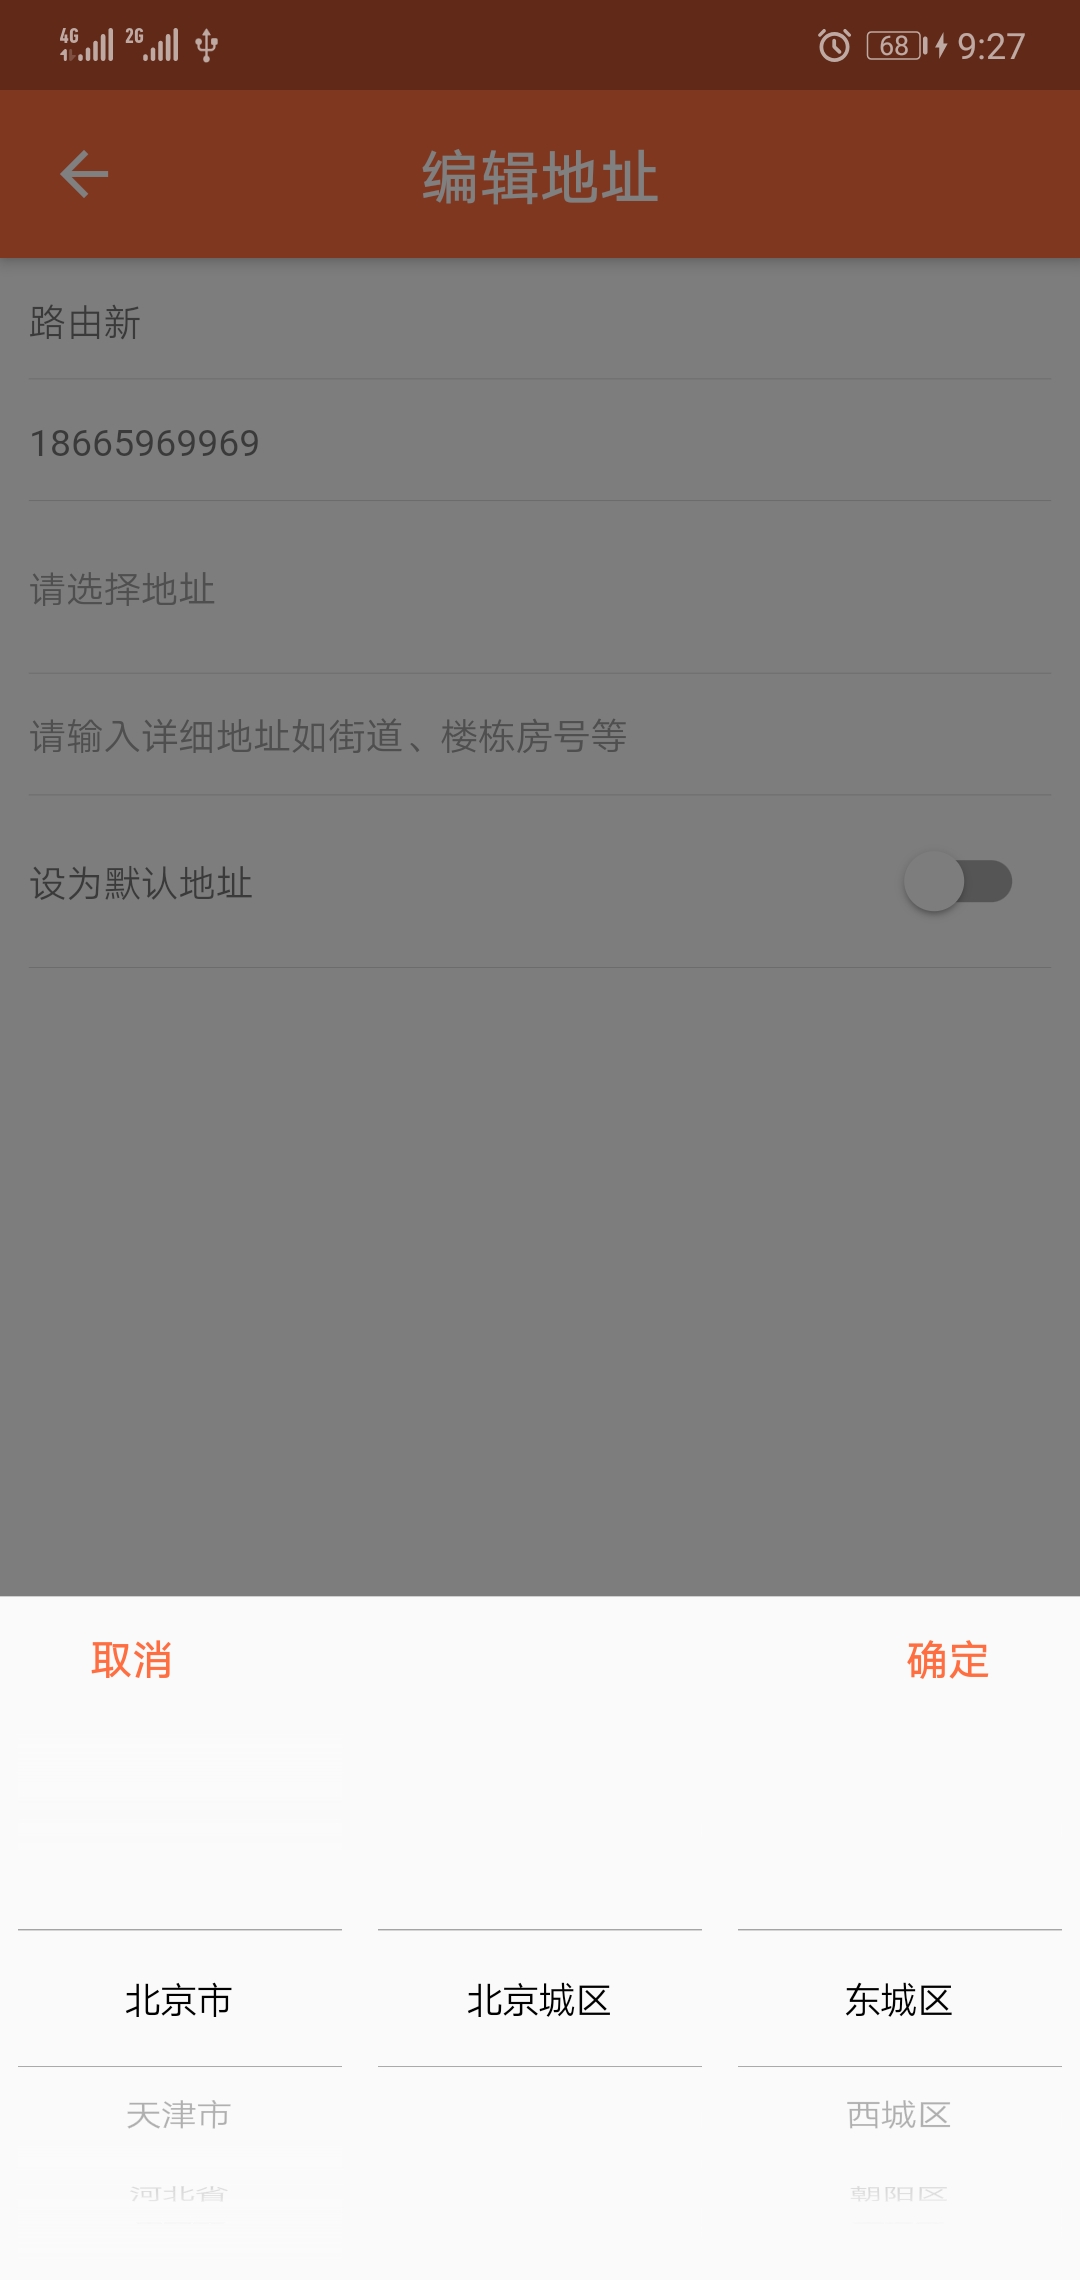 4G 2G 68 9:27
编辑地址
路由新
18665969969
请选择地址
请输入详细地址如街道、楼栋房号等
设为默认地址
取消 确定
北京市 北京城区 东城区
天津市 西城区
河北省 朝阳区